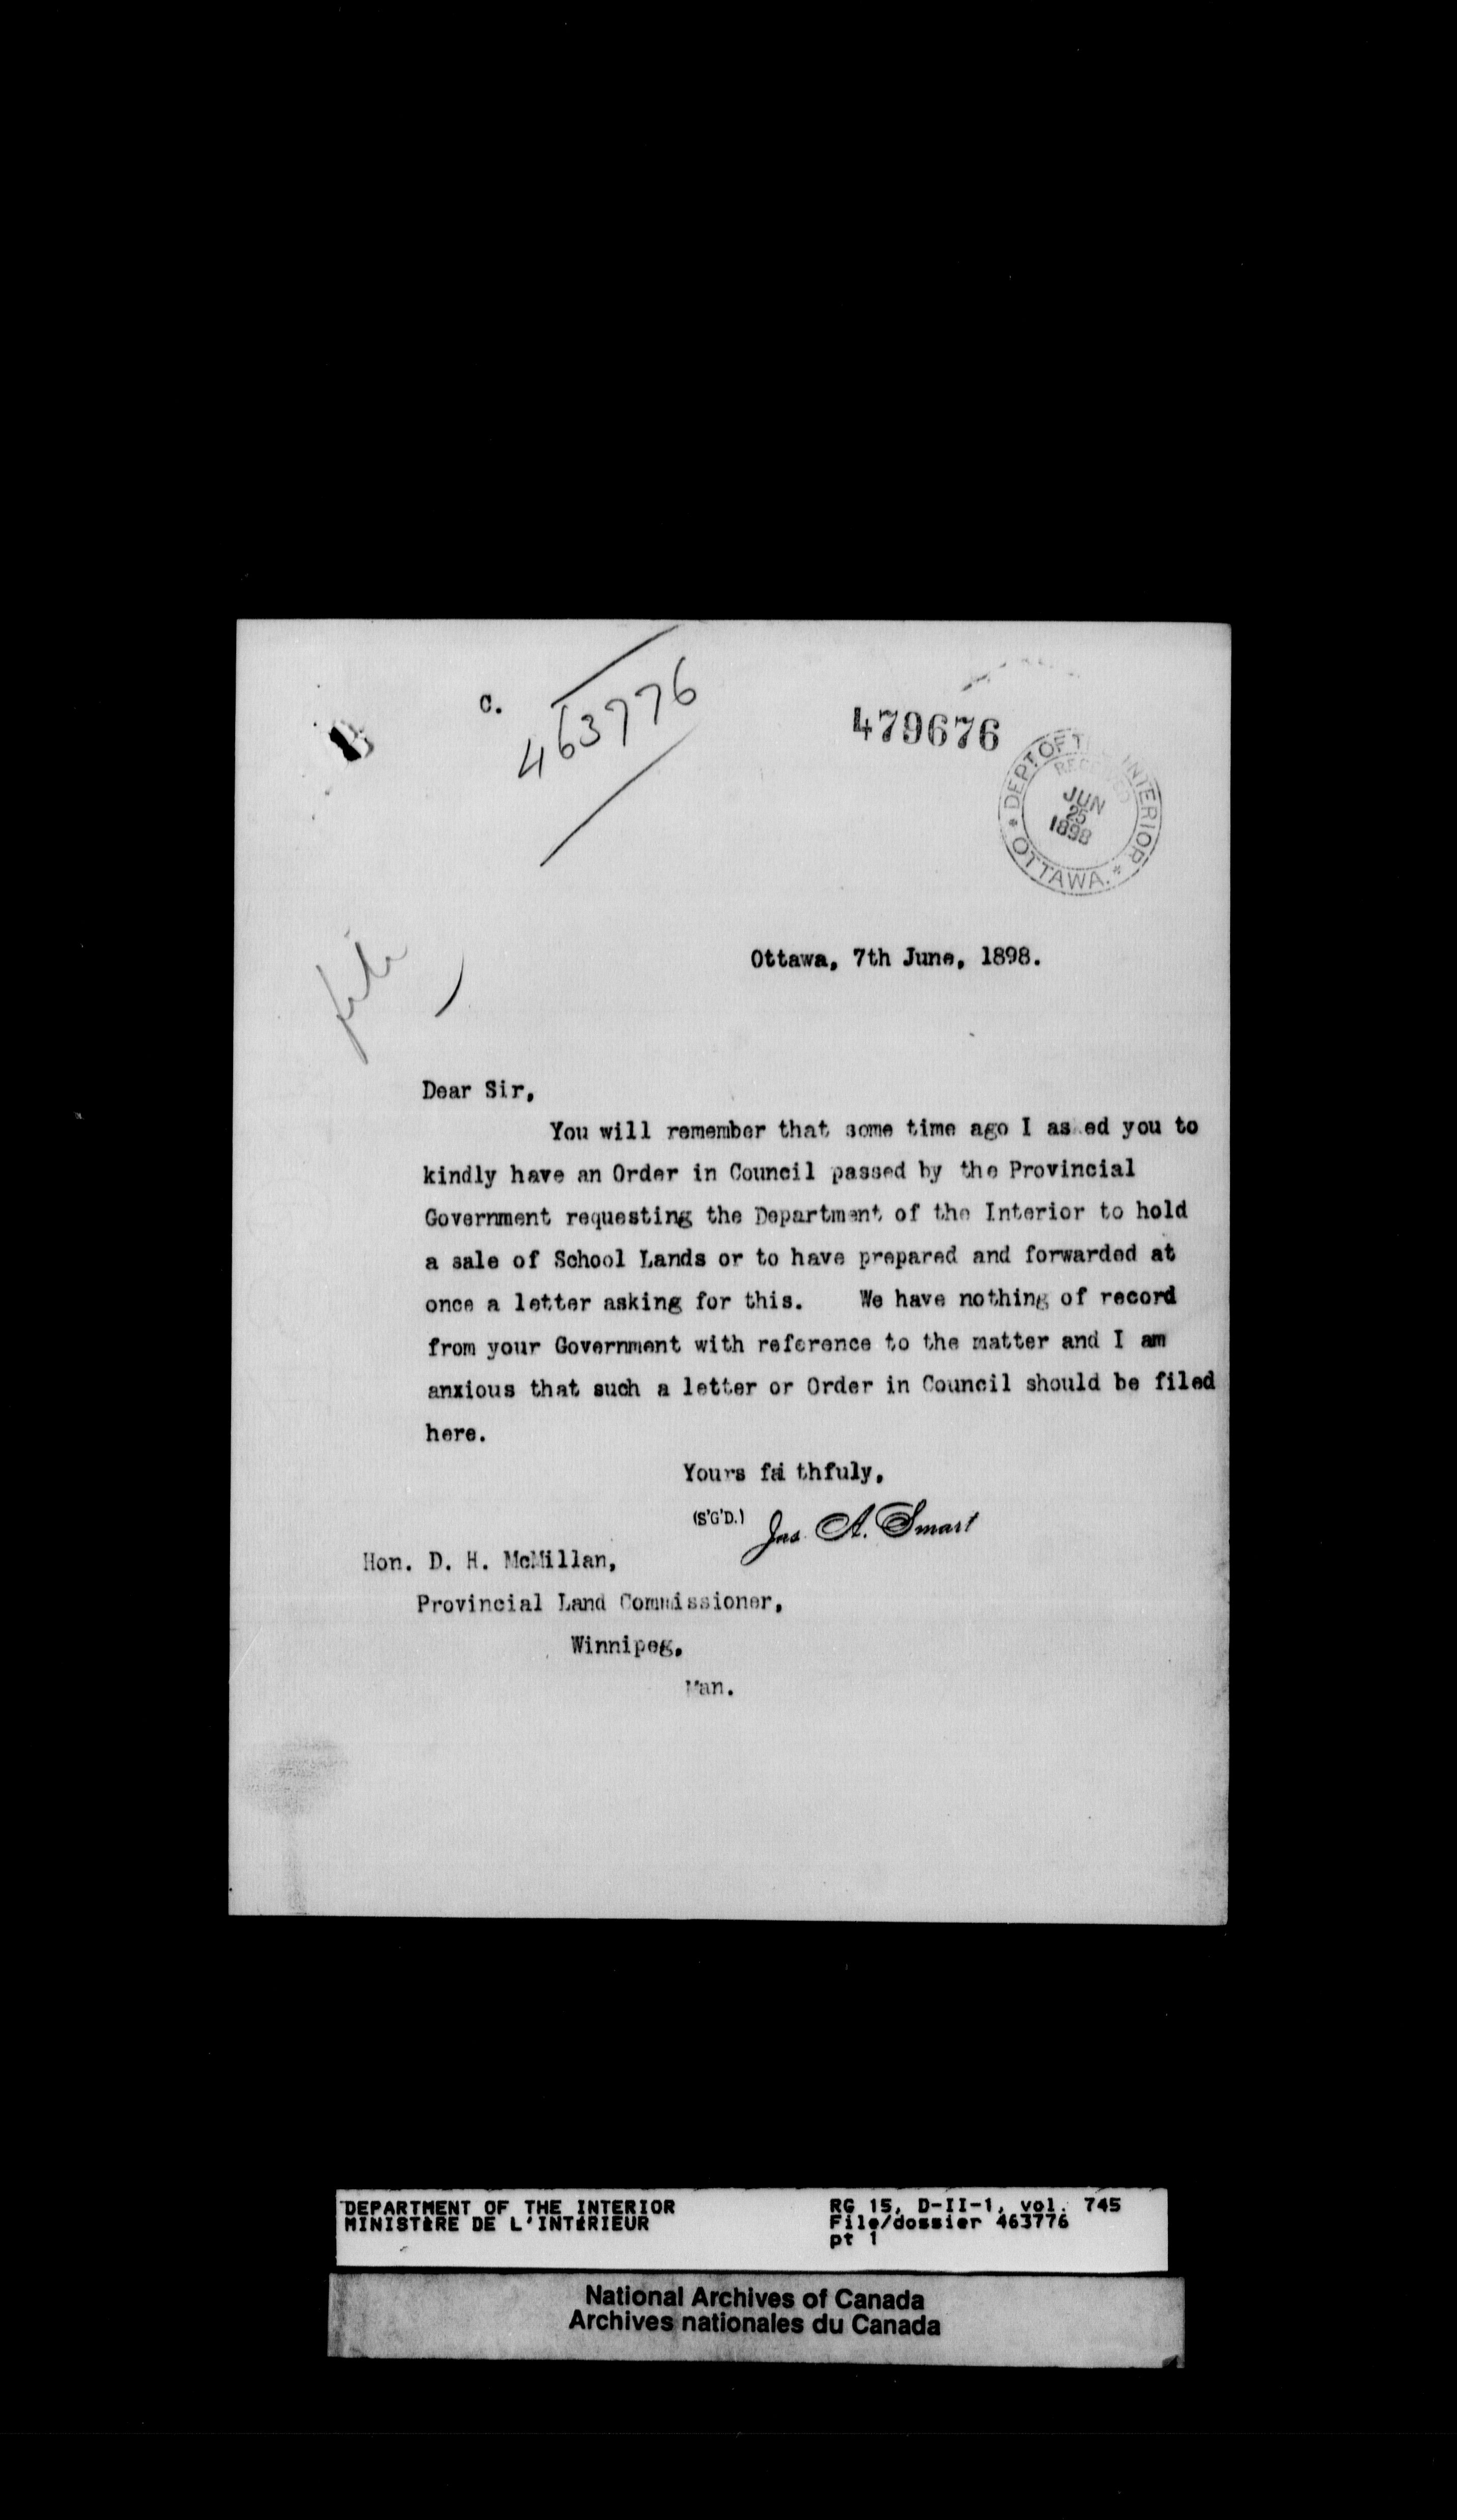 C.
463776
479676
DEPT OF T INTERIOR
RECEIVED
JUN
25
1898
* OTTAWA. *
file
Ottawa, 7th June, 1898.
Dear Sir,
You will remember that some time ago I as ed you to
kindly have an Order in Council passed by the Provincial
Government requesting the Department of the Interior to hold
a sale of School Lands or to have prepared and forwarded at
once a letter asking for this. We have nothing of record
from your Government with reference to the matter and I am
anxious that such a letter or Order in Council should be filed
here.
Yours fai thfuly,
(S'G'D.) Jas. A. Smart
Hon. D. H. McMillan,
Provincial Land Commissioner,
Winnipeg,
Man.
DEPARTMENT OF THE INTERIOR
MINISTÈRE DE L'INTÉRIEUR
RG 15, D-II-1, vol. 745
File/dossier 463776
pt 1
National Archives of Canada
Archives nationales du Canada